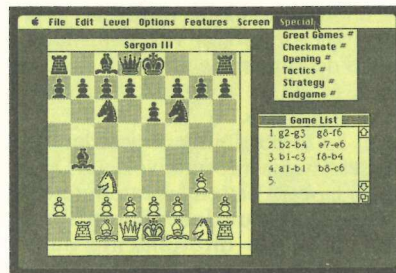 File Edit Level Options Features Screen Special
Sargon III
Great Games #
Checkmate #
Opening #
Tactics #
Strategy #
Endgame #
Game List
1. g2-g3 g8-f6
2. b2-b4 e7-e6
3. b1-c3 f8-b4
4. a1-b1 b8-c6
5.